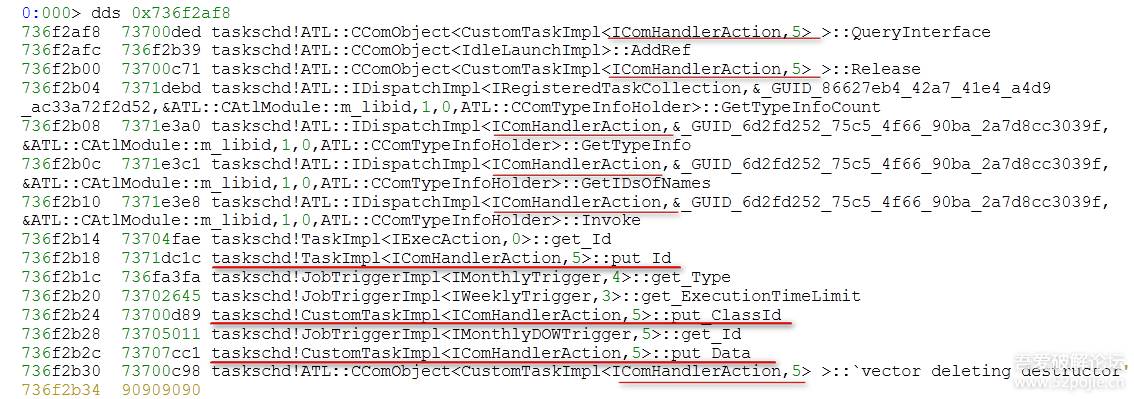 0:000> dds 0x736f2af8
736f2af8  73700ded taskschd!ATL::CComObject<CustomTaskImpl<IComHandlerAction,5> >::QueryInterface
736f2afc  736f2b39 taskschd!ATL::CComObject<IdleLaunchImpl>::AddRef
736f2b00  73700c71 taskschd!ATL::CComObject<CustomTaskImpl<IComHandlerAction,5> >::Release
736f2b04  7371debd taskschd!ATL::IDispatchImpl<IRegisteredTaskCollection,&_GUID_86627eb4_42a7_41e4_a4d9
_ac33a72f2d52,&ATL::CAtlModule::m_libid,1,0,ATL::CComTypeInfoHolder>::GetTypeInfoCount
736f2b08  7371e3a0 taskschd!ATL::IDispatchImpl<IComHandlerAction,&_GUID_6d2fd252_75c5_4f66_90ba_2a7d8cc3039f,
&ATL::CAtlModule::m_libid,1,0,ATL::CComTypeInfoHolder>::GetTypeInfo
736f2b0c  7371e3c1 taskschd!ATL::IDispatchImpl<IComHandlerAction,&_GUID_6d2fd252_75c5_4f66_90ba_2a7d8cc3039f,
&ATL::CAtlModule::m_libid,1,0,ATL::CComTypeInfoHolder>::GetIDsOfNames
736f2b10  7371e3e8 taskschd!ATL::IDispatchImpl<IComHandlerAction,&_GUID_6d2fd252_75c5_4f66_90ba_2a7d8cc3039f,
&ATL::CAtlModule::m_libid,1,0,ATL::CComTypeInfoHolder>::Invoke
736f2b14  73704fae taskschd!TaskImpl<IExecAction,0>::get_Id
736f2b18  7371dc1c taskschd!TaskImpl<IComHandlerAction,5>::put_Id
736f2b1c  736fa3fa taskschd!JobTriggerImpl<IMonthlyTrigger,4>::get_Type
736f2b20  73702645 taskschd!JobTriggerImpl<IWeeklyTrigger,3>::get_ExecutionTimeLimit
736f2b24  73700d89 taskschd!CustomTaskImpl<IComHandlerAction,5>::put_ClassId
736f2b28  73705011 taskschd!JobTriggerImpl<IMonthlyDOWTrigger,5>::get_Id
736f2b2c  73707cc1 taskschd!CustomTaskImpl<IComHandlerAction,5>::put_Data
736f2b30  73700c98 taskschd!ATL::CComObject<CustomTaskImpl<IComHandlerAction,5> >::`vector deleting destructor'
736f2b34  90909090
吾爱破解论坛
www.52pojie.cn